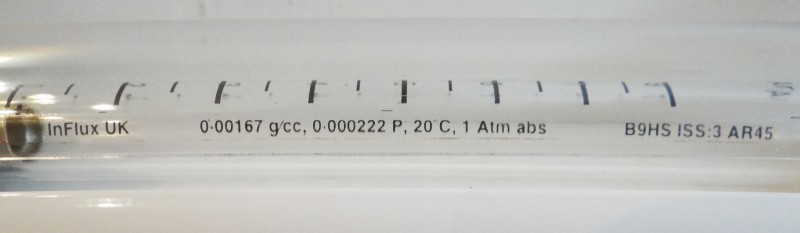 InFlux UK 0·00167 g/cc, 0·000222 P, 20°C, 1 Atm abs B9HS ISS:3 AR45